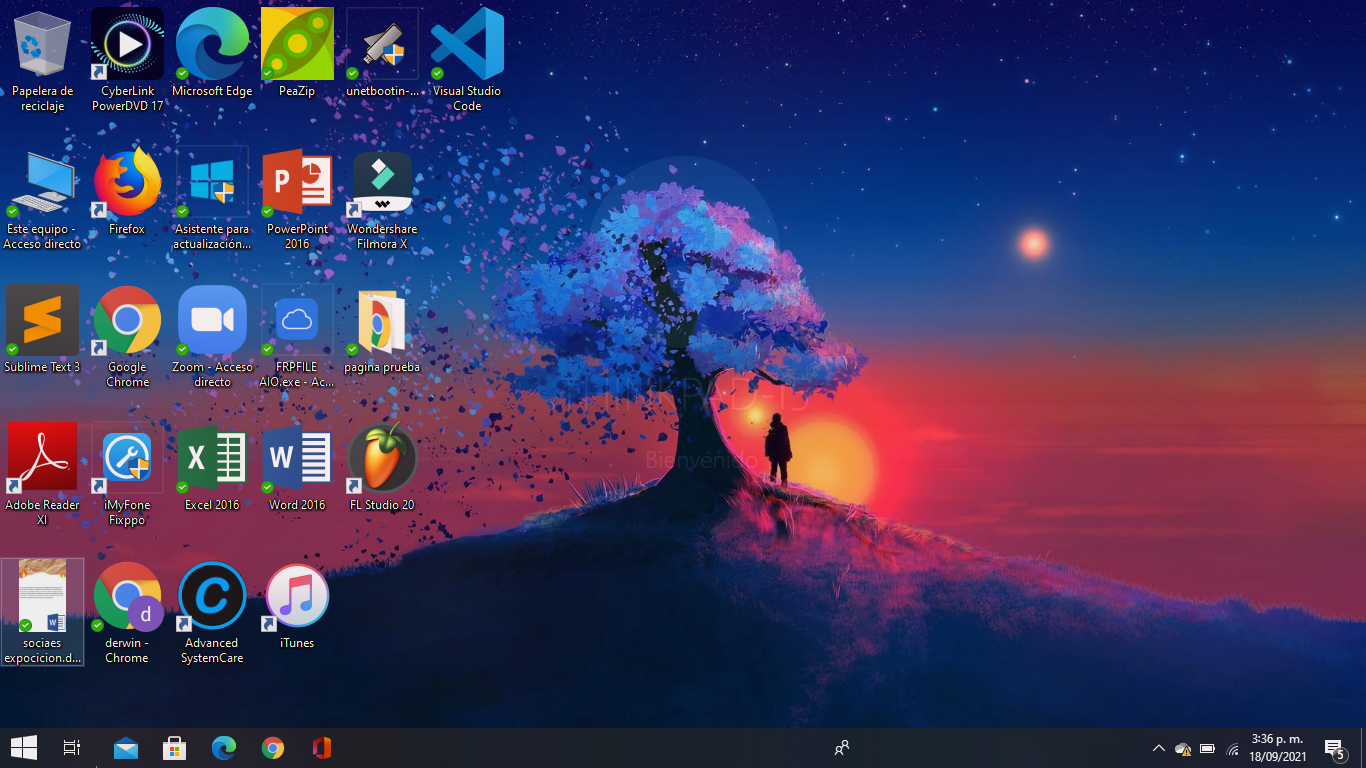 Papelera de
reciclaje
CyberLink
PowerDVD 17
Microsoft Edge
PeaZip
unetbootin-...
Visual Studio
Code
Este equipo -
Acceso directo
Firefox
Asistente para
actualización...
P
PowerPoint
2016
Wondershare
Filmora X
Sublime Text 3
Google
Chrome
Zoom - Acceso
directo
FRPFILE
AIO.exe - Ac...
pagina prueba
THINKPAD-13
Bienvenido
Adobe Reader
XI
iMyFone
Fixppo
X
Excel 2016
W
Word 2016
FL Studio 20
W
sociaes
expocicion.d...
d
derwin -
Chrome
C
Advanced
SystemCare
iTunes
3:36 p. m.
18/09/2021
5